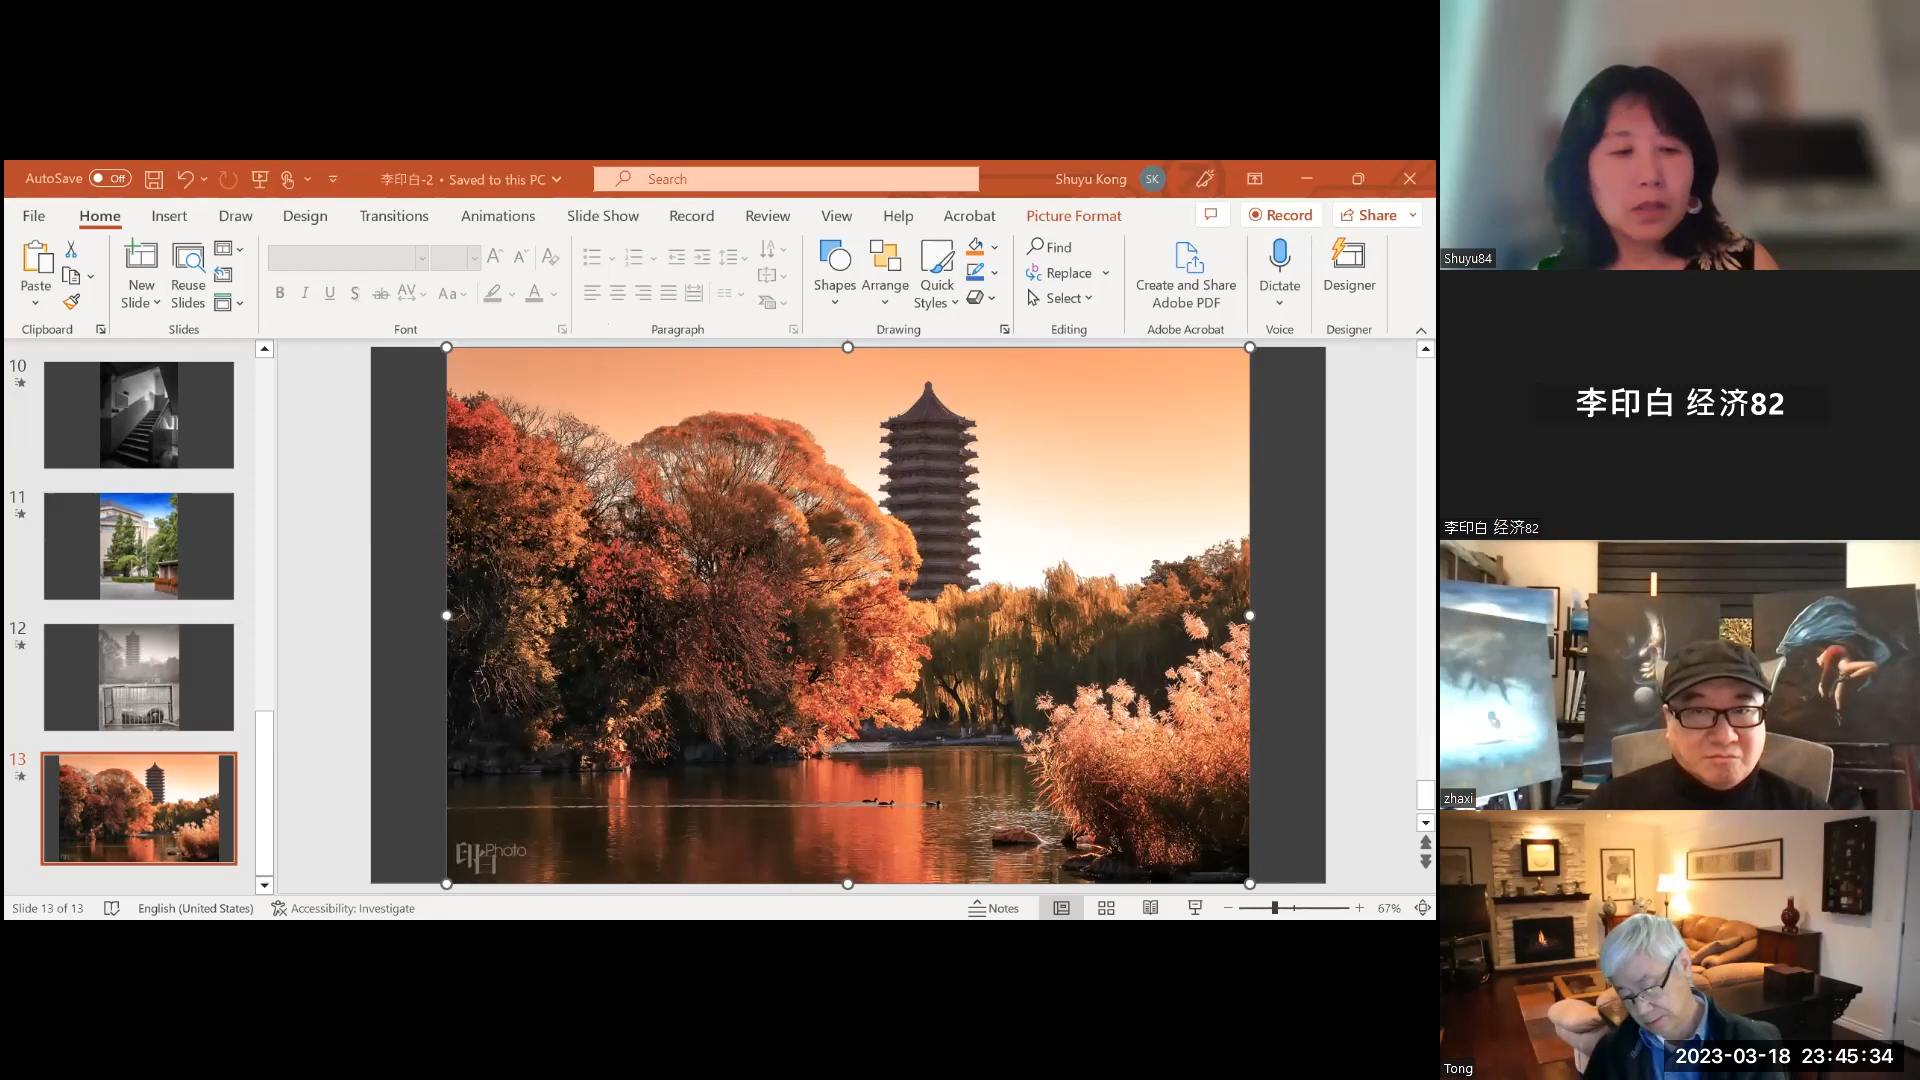 AutoSave Off 李印白-2 • Saved to this PC Search Shuyu Kong SK
File Home Insert Draw Design Transitions Animations Slide Show Record Review View Help Acrobat Picture Format Record Share
Paste
New
Slide
Reuse
Slides
B I U S ab AV Aa A
A A A
Shapes
Arrange
Quick
Styles
Find
Replace
Select
Create and Share
Adobe PDF
Dictate
Designer
Clipboard Slides Font Paragraph Drawing Editing Adobe Acrobat Voice Designer
10
11
12
13
印白Photo
Slide 13 of 13 English (United States) Accessibility: Investigate Notes 67%
Shuyu84
李印白 经济82
李印白 经济82
zhaxi
Tong
2023-03-18 23:45:34